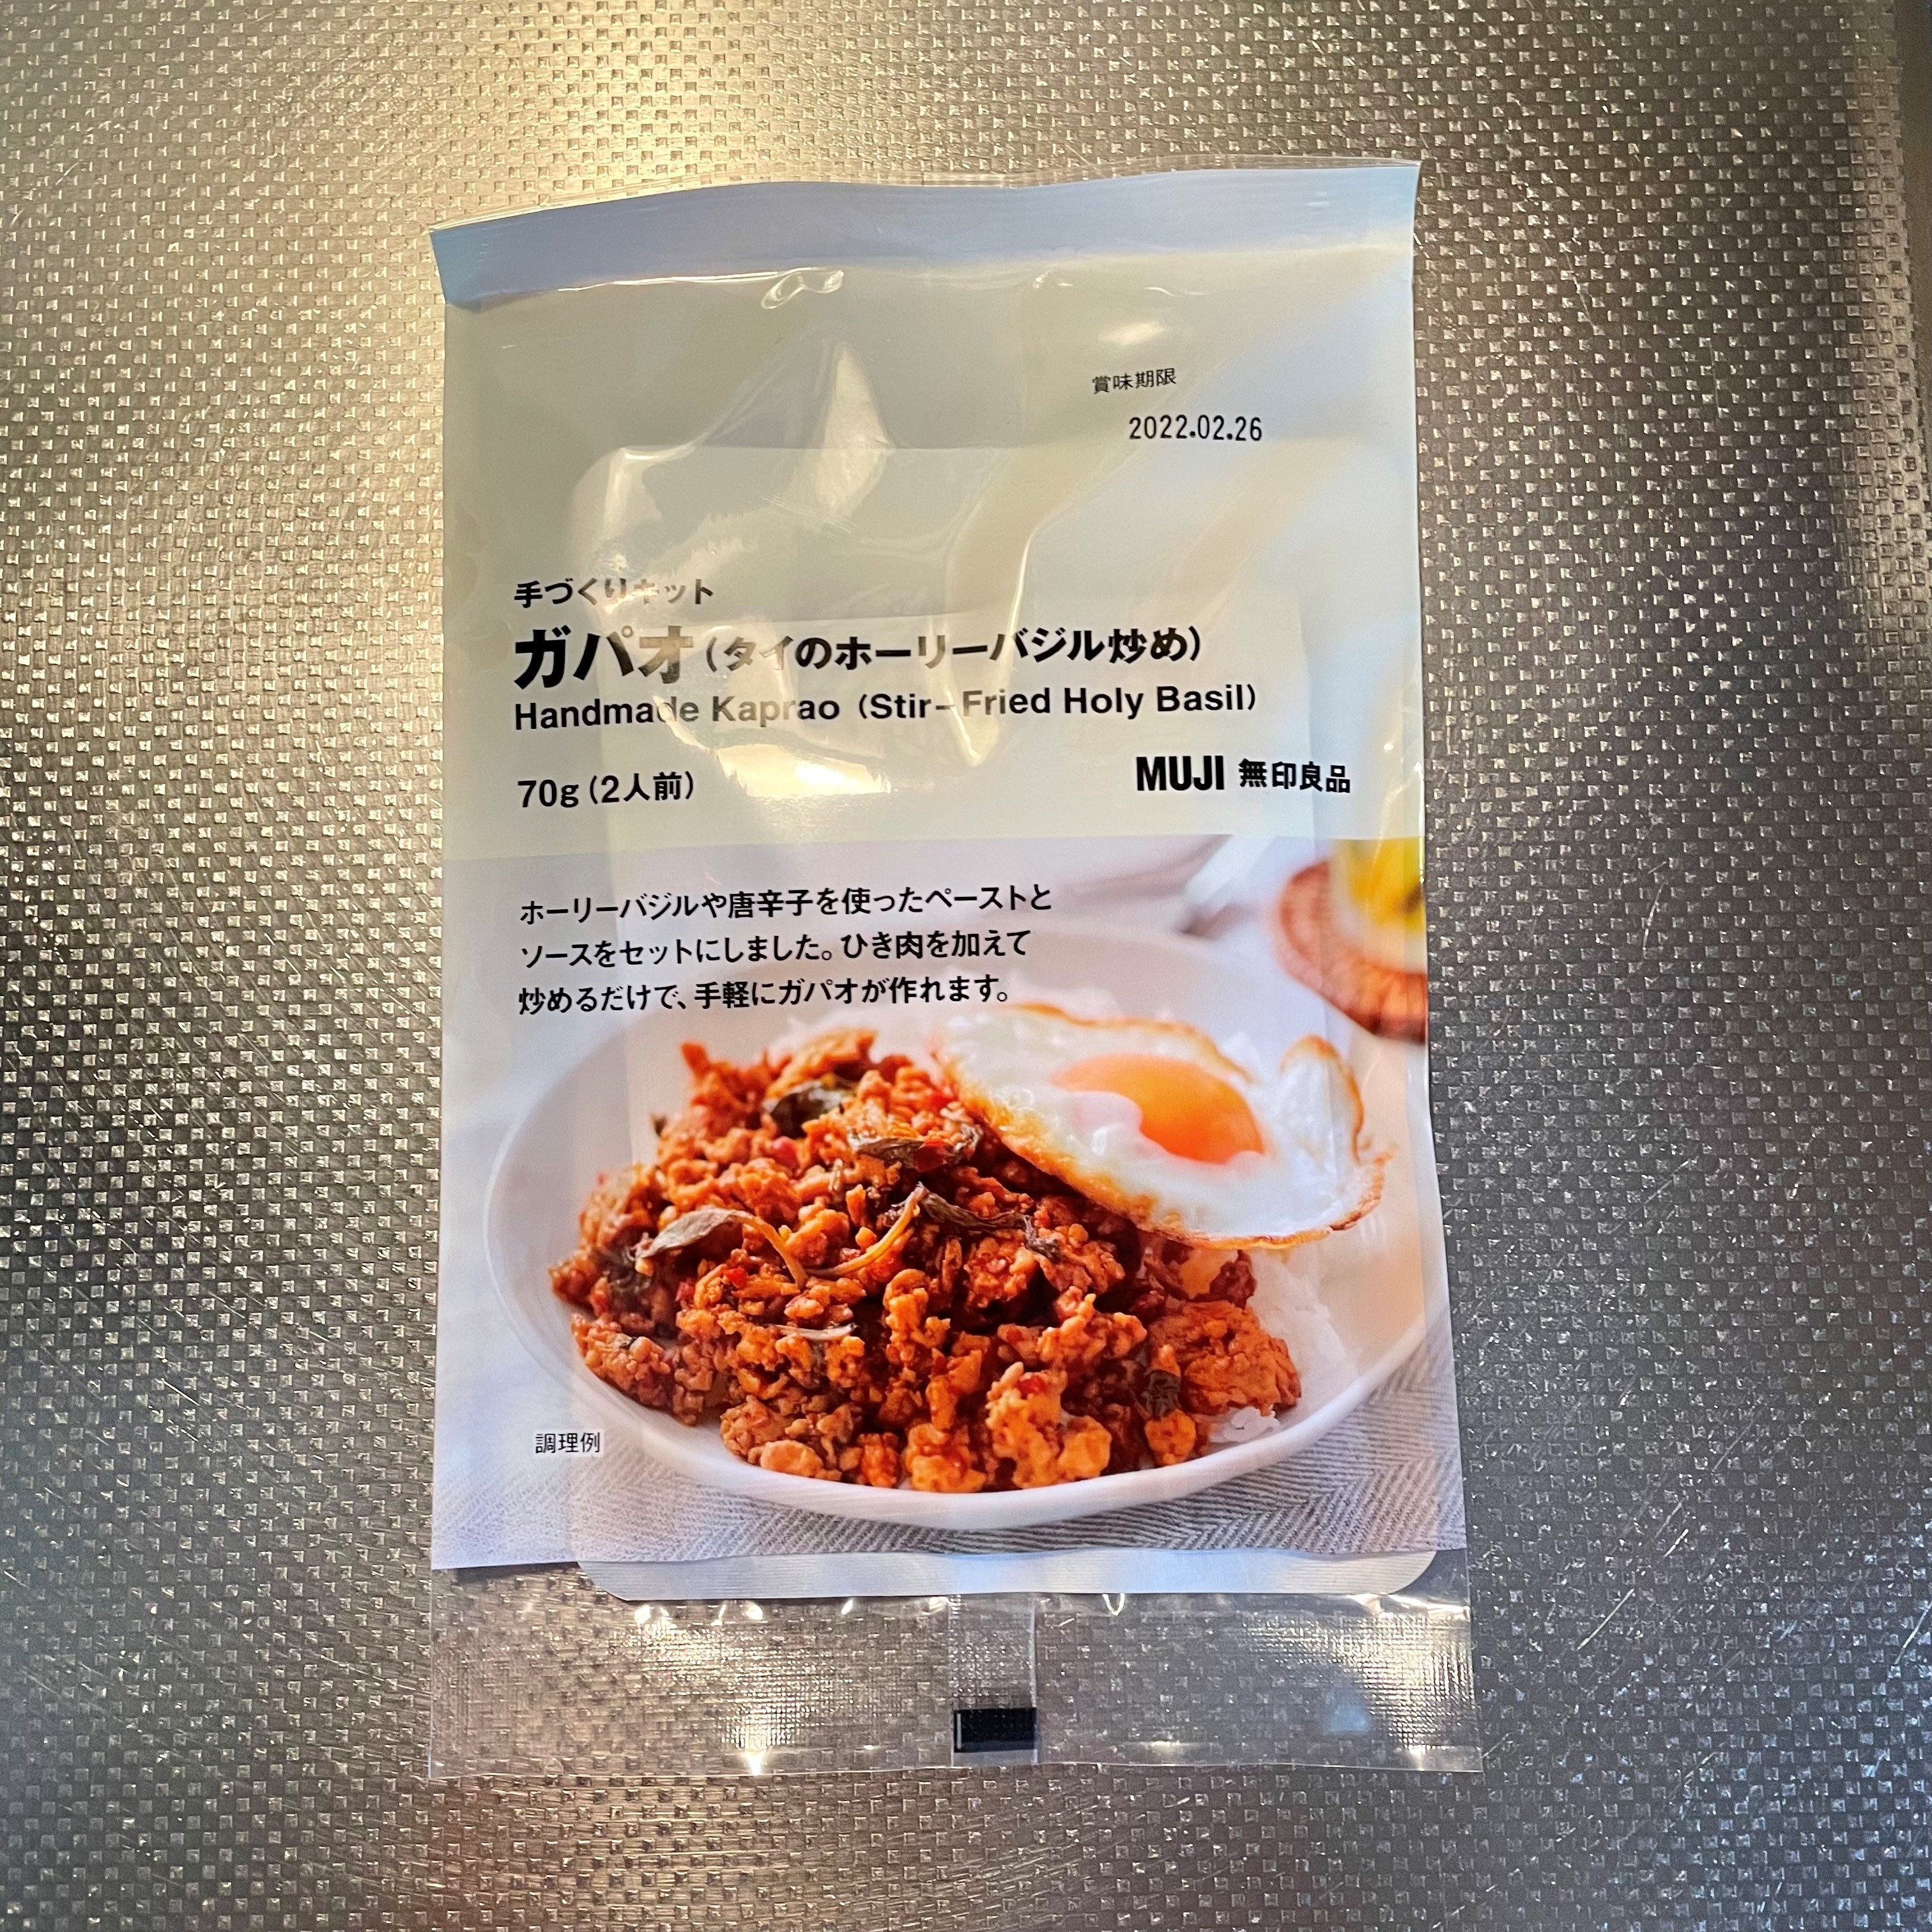 賞味期限
2022.02.26
手づくりキット
ガパオ(タイのホーリーバジル炒め)
Handmade Kaprao (Stir-Fried Holy Basil)
70g(2人前)
MUJI 無印良品
ホーリーバジルや唐辛子を使ったペーストと
ソースをセットにしました。ひき肉を加えて
炒めるだけで、手軽にガパオが作れます。
調理例